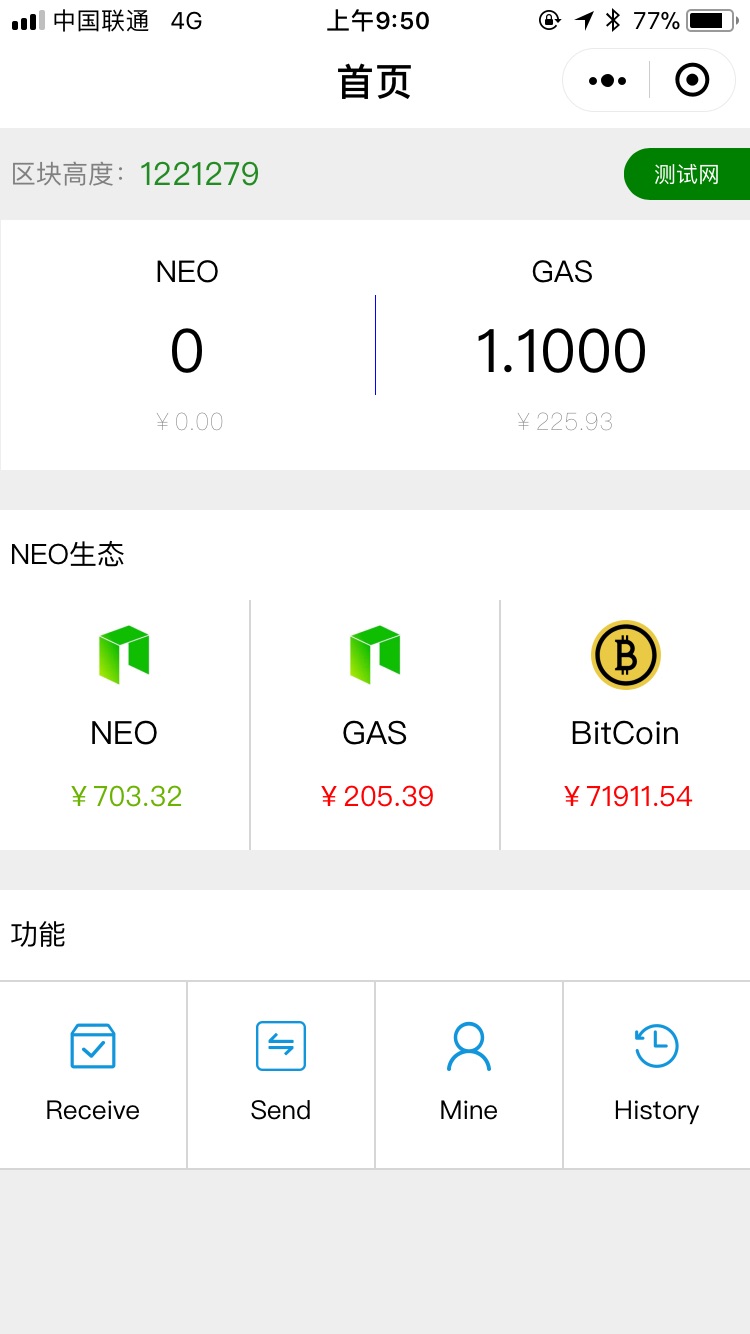 中国联通 4G 上午9:50 77%
首页
区块高度: 1221279 测试网
NEO GAS
0 1.1000
¥ 0.00 ¥ 225.93
NEO生态
NEO GAS BitCoin
¥ 703.32 ¥ 205.39 ¥ 71911.54
功能
Receive Send Mine History